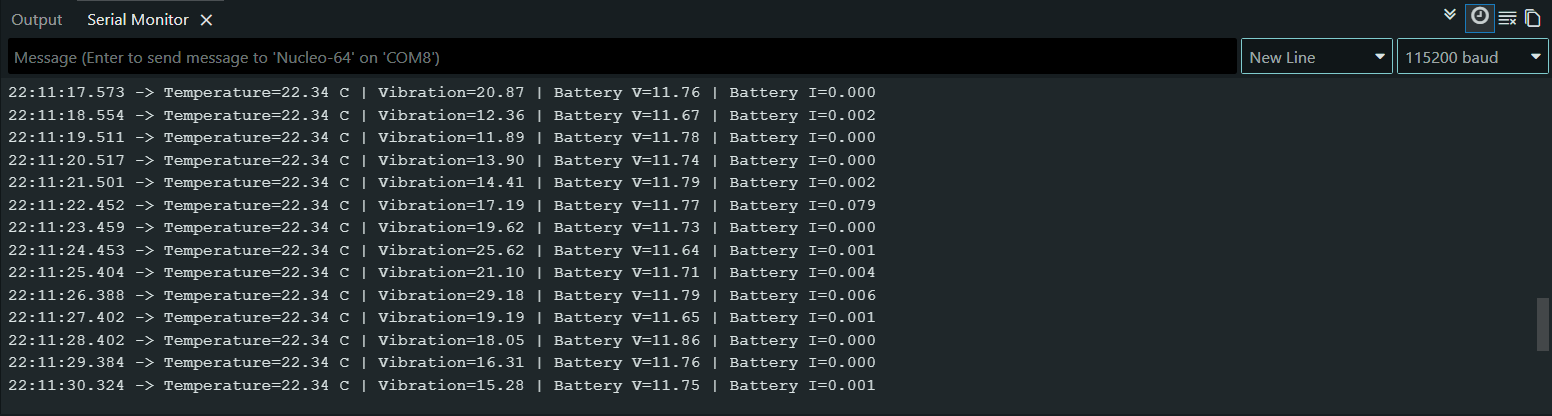 Output Serial Monitor
Message (Enter to send message to 'Nucleo-64' on 'COM8') New Line 115200 baud
22:11:17.573 -> Temperature=22.34 C | Vibration=20.87 | Battery V=11.76 | Battery I=0.000
22:11:18.554 -> Temperature=22.34 C | Vibration=12.36 | Battery V=11.67 | Battery I=0.002
22:11:19.511 -> Temperature=22.34 C | Vibration=11.89 | Battery V=11.78 | Battery I=0.000
22:11:20.517 -> Temperature=22.34 C | Vibration=13.90 | Battery V=11.74 | Battery I=0.000
22:11:21.501 -> Temperature=22.34 C | Vibration=14.41 | Battery V=11.79 | Battery I=0.002
22:11:22.452 -> Temperature=22.34 C | Vibration=17.19 | Battery V=11.77 | Battery I=0.079
22:11:23.459 -> Temperature=22.34 C | Vibration=19.62 | Battery V=11.73 | Battery I=0.000
22:11:24.453 -> Temperature=22.34 C | Vibration=25.62 | Battery V=11.64 | Battery I=0.001
22:11:25.404 -> Temperature=22.34 C | Vibration=21.10 | Battery V=11.71 | Battery I=0.004
22:11:26.388 -> Temperature=22.34 C | Vibration=29.18 | Battery V=11.79 | Battery I=0.006
22:11:27.402 -> Temperature=22.34 C | Vibration=19.19 | Battery V=11.65 | Battery I=0.001
22:11:28.402 -> Temperature=22.34 C | Vibration=18.05 | Battery V=11.86 | Battery I=0.000
22:11:29.384 -> Temperature=22.34 C | Vibration=16.31 | Battery V=11.76 | Battery I=0.000
22:11:30.324 -> Temperature=22.34 C | Vibration=15.28 | Battery V=11.75 | Battery I=0.001